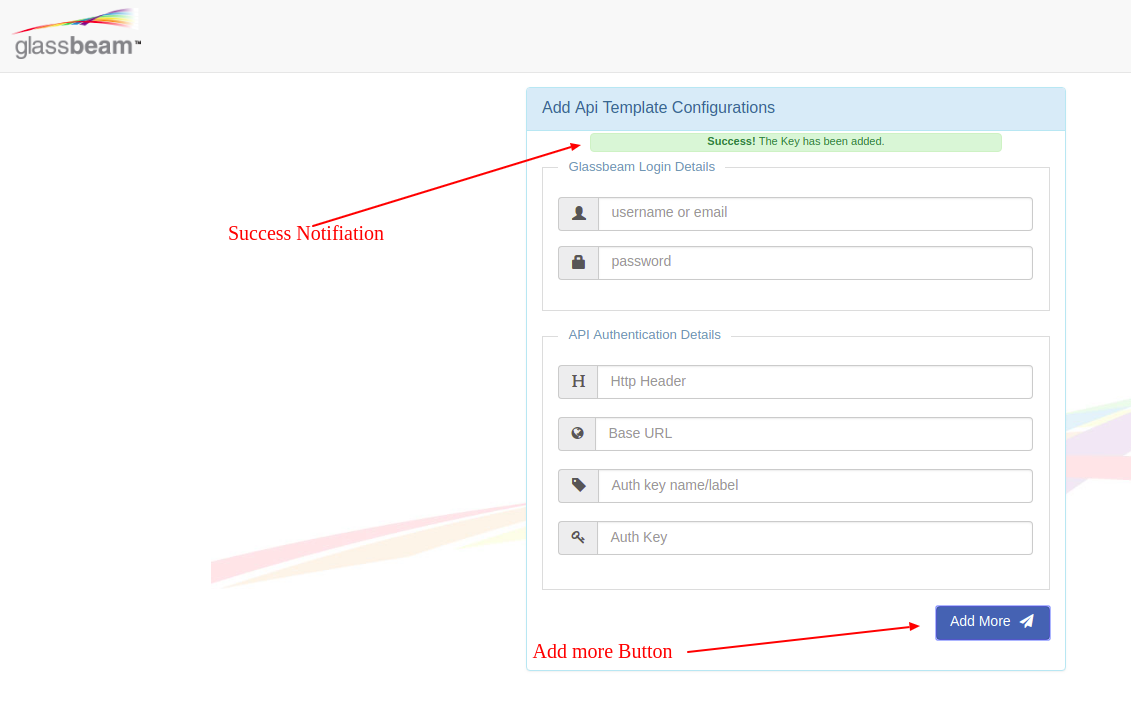 glassbeam™
Add Api Template Configurations
Success! The Key has been added.
Glassbeam Login Details
username or email
Success Notifiation
password
API Authentication Details
H Http Header
Base URL
Auth key name/label
Auth Key
Add More
Add more Button